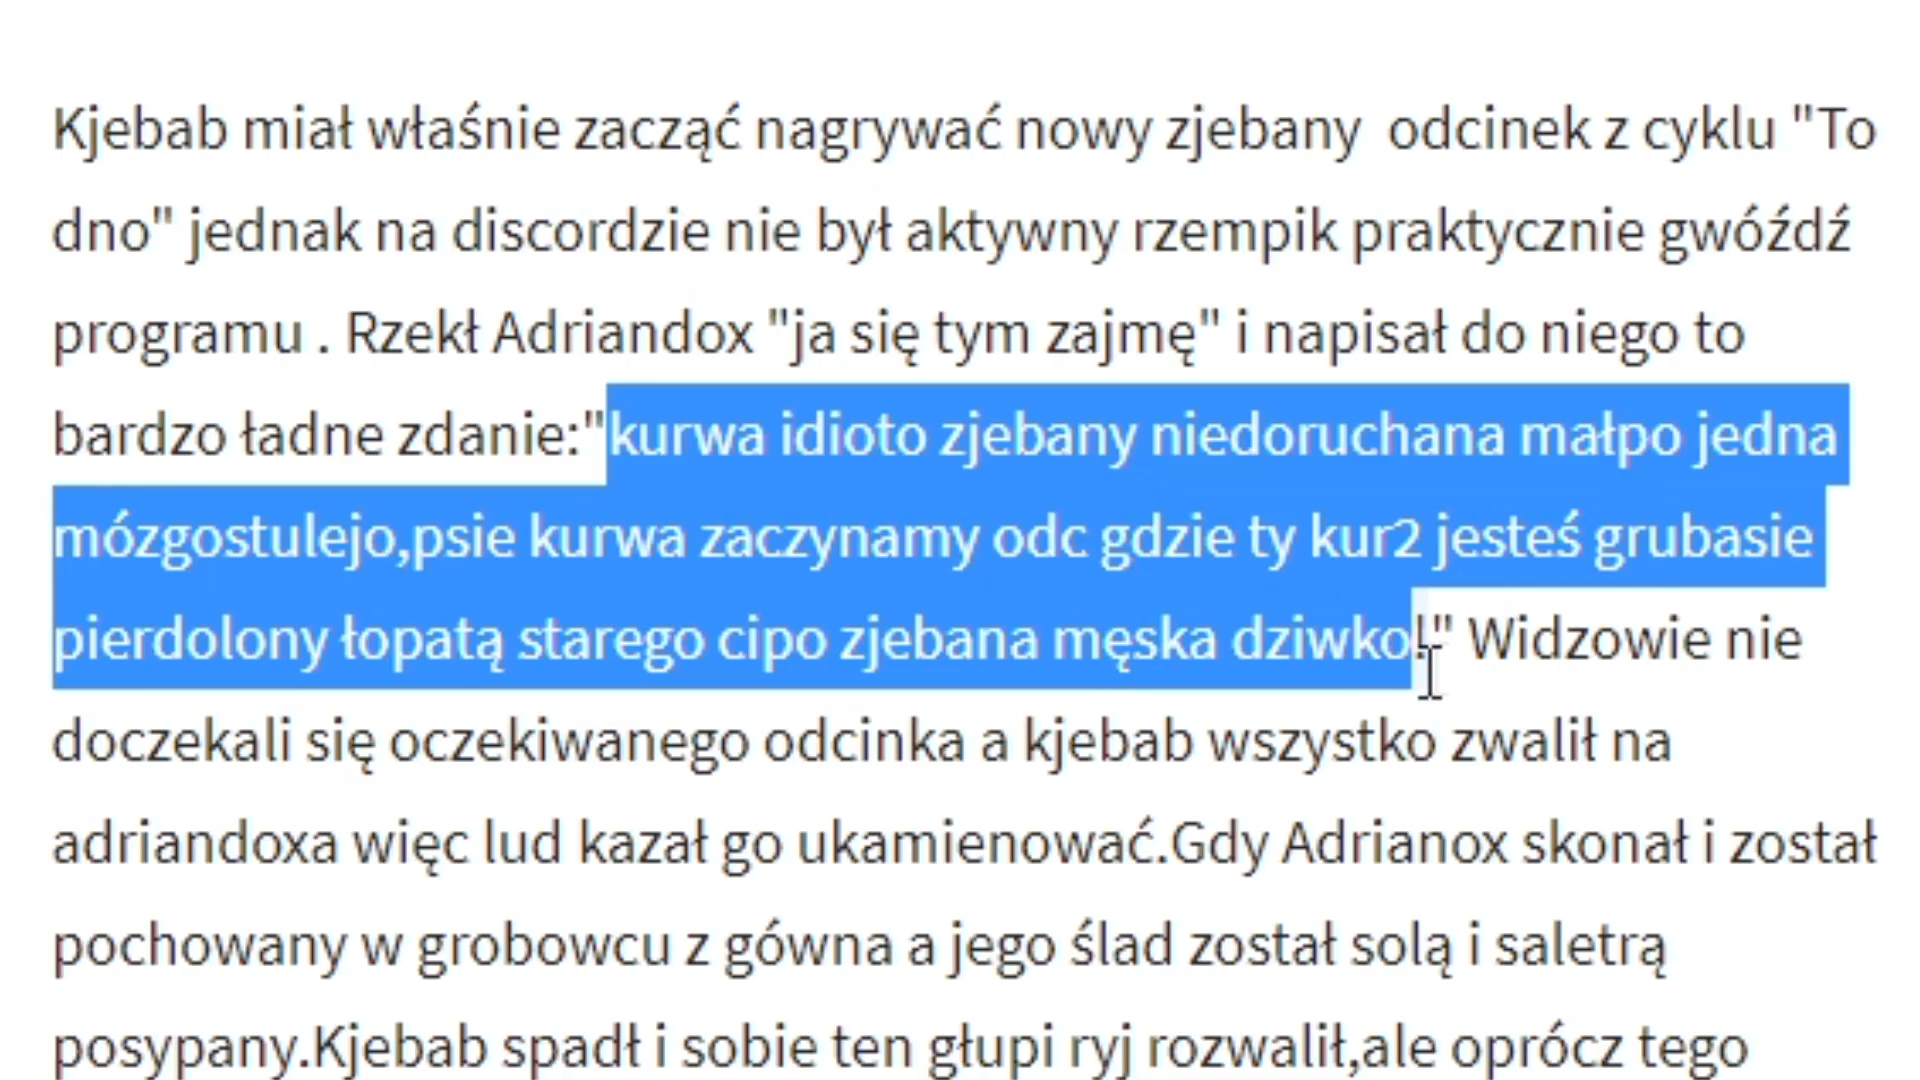 Kjebab miał właśnie zacząć nagrywać nowy zjebany  odcinek z cyklu "To
dno" jednak na discordzie nie był aktywny rzempik praktycznie gwóźdź
programu . Rzekł Adriandox "ja się tym zajmę" i napisał do niego to
bardzo ładne zdanie:"kurwa idioto zjebany niedoruchana małpo jedna
mózgostulejo,psie kurwa zaczynamy odc gdzie ty kur2 jesteś grubasie
pierdolony łopatą starego cipo zjebana męska dziwko!" Widzowie nie
doczekali się oczekiwanego odcinka a kjebab wszystko zwalił na
adriandoxa więc lud kazał go ukamienować.Gdy Adrianox skonał i został
pochowany w grobowcu z gówna a jego ślad został solą i saletrą
posypany.Kjebab spadł i sobie ten głupi ryj rozwalił,ale oprócz tego